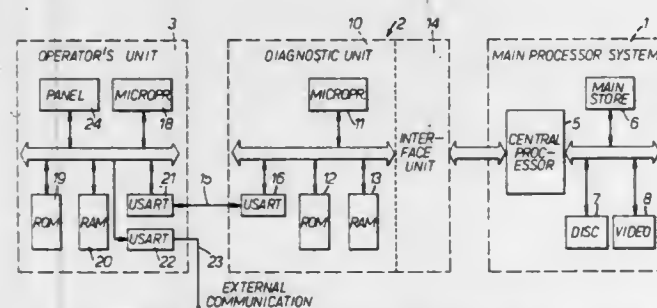 3
10
2
14
1
OPERATOR'S UNIT
DIAGNOSTIC UNIT
MAIN PROCESSOR SYSTEM
PANEL
24
MICROPR.
18
MICROPR.
11
INTER-
FACE
UNIT
CENTRAL
PROC-
ESSOR
5
MAIN
STORE
6
19
ROM
RAM
20
21
USART
15
16
USART
12
ROM
13
RAM
USART
22
23
7
DISC
8
VIDEO
EXTERNAL
COMMUNICATION